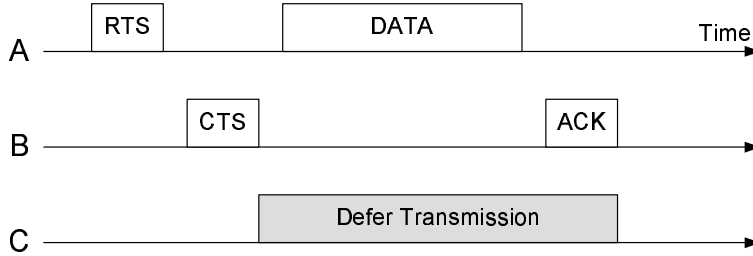 RTS
DATA
Time
A
CTS
ACK
B
Defer Transmission
C